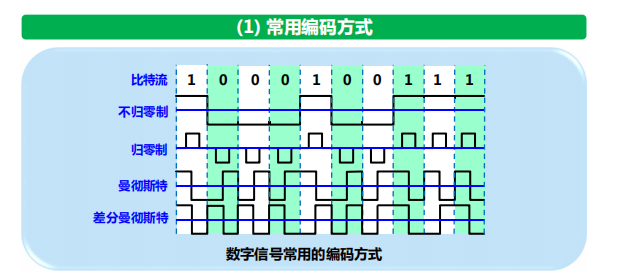 (1) 常用编码方式
比特流 1 0 0 0 1 0 0 1 1 1
不归零制
归零制
曼彻斯特
差分曼彻斯特
数字信号常用的编码方式